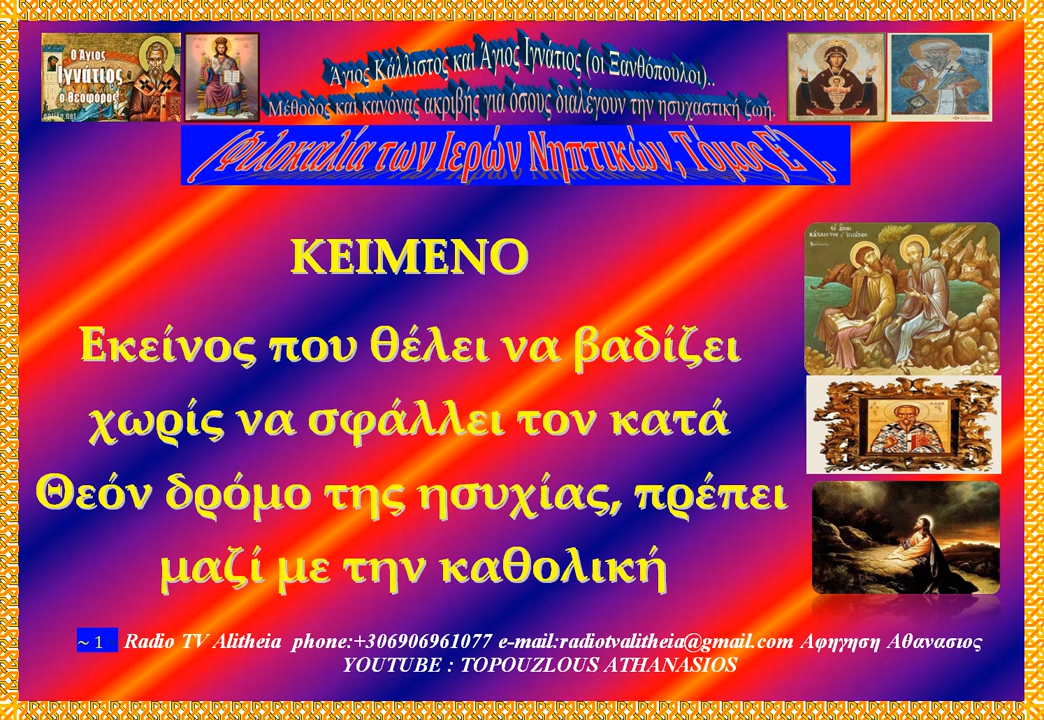 Ο Άγιος
Ιγνάτιος
ο Θεοφόρος
Άγιος Κάλλιστος και Άγιος Ιγνάτιος (οι Ξανθόπουλοι)..
Μέθοδος και κανόνας ακριβής για όσους διαλέγουν την ησυχαστική ζωή.
(Φιλοκαλία των Ιερών Νηπτικών, Τόμος Ε').
ΚΕΙΜΕΝΟ
Εκείνος που θέλει να βαδίζει
χωρίς να σφάλλει τον κατά
Θεόν δρόμο της ησυχίας, πρέπει
μαζί με την καθολική
~ 1 Radio TV Alitheia phone:+306906961077 e-mail:radiotvalitheia@gmail.com Αφηγηση Αθανασιος
YOUTUBE : TOPOUZLOUS ATHANASIOS